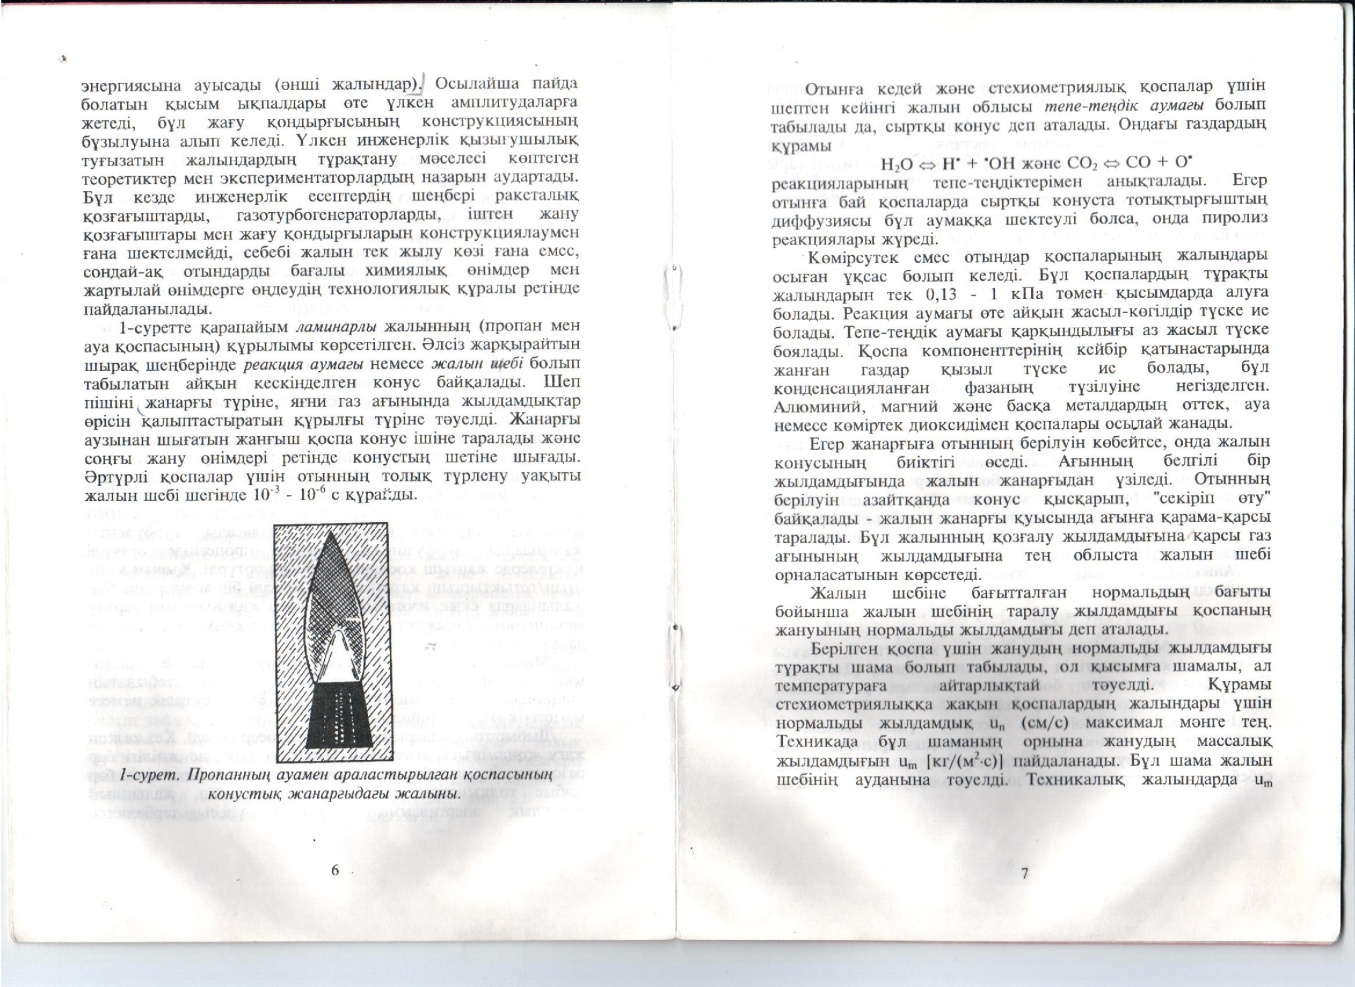 энергиясына ауысады (әнші жалындар). Осылайша пайда
болатын қысым ықпалдары өте үлкен амплитудаларға
жетеді, бұл жағу қондырғысының конструкциясының
бұзылуына алып келеді. Үлкен инженерлік қызығушылық
туғызатын жалындардың тұрақтану мәселесі көптеген
теоретиктер мен экспериментаторлардың назарын аудартады.
Бұл кезде инженерлік есептердің шеңбері ракеталық
қозғағыштарды, газотурбогенераторларды, іштен жану
қозғағыштары мен жағу қондырғыларын конструкциялаумен
ғана шектелмейді, себебі жалын тек жылу көзі ғана емес,
сондай-ақ отындарды бағалы химиялық өнімдер мен
жартылай өнімдерге өңдеудің технологиялық құралы ретінде
пайдаланылады.
1-суретте қарапайым ламинарлы жалынның (пропан мен
ауа қоспасының) құрылымы көрсетілген. Әлсіз жарқырайтын
шырақ шеңберінде реакция аумағы немесе жалын шебі болып
табылатын айқын кескінделген конус байқалады. Шеп
пішіні жанарғы түріне, яғни газ ағынында жылдамдықтар
өрісін қалыптастыратын құрылғы түріне тәуелді. Жанарғы
аузынан шығатын жанғыш қоспа конус ішіне таралады және
соңғы жану өнімдері ретінде конустың шетіне шығады.
Әртүрлі қоспалар үшін отынның толық түрлену уақыты
жалын шебі шегінде 10⁻³ - 10⁻⁶ с құрайды.
1-сурет. Пропанның ауамен араластырылған қоспасының
конустық жанарғыдағы жалыны.
6
Отынға кедей және стехиометриялық қоспалар үшін
шептен кейінгі жалын облысы тепе-теңдік аумағы болып
табылады да, сыртқы конус деп аталады. Ондағы газдардың
құрамы
H₂O ⇔ H• + •OH және CO₂ ⇔ CO + O•
реакцияларының тепе-теңдіктерімен анықталады. Егер
отынға бай қоспаларда сыртқы конуста тотықтырғыштың
диффузиясы бұл аумаққа шектеулі болса, онда пиролиз
реакциялары жүреді.
Көмірсутек емес отындар қоспаларының жалындары
осыған ұқсас болып келеді. Бұл қоспалардың тұрақты
жалындарын тек 0,13 - 1 кПа төмен қысымдарда алуға
болады. Реакция аумағы өте айқын жасыл-көгілдір түске ие
болады. Тепе-теңдік аумағы қарқындылығы аз жасыл түске
боялады. Қоспа компоненттерінің кейбір қатынастарында
жанған газдар қызыл түске ие болады, бұл
конденсацияланған фазаның түзілуіне негізделген.
Алюминий, магний және басқа металдардың оттек, ауа
немесе көміртек диоксидімен қоспалары осылай жанады.
Егер жанарғыға отынның берілуін көбейтсе, онда жалын
конусының биіктігі өседі. Ағынның белгілі бір
жылдамдығында жалын жанарғыдан үзіледі. Отынның
берілуін азайтқанда конус қысқарып, "секіріп өту"
байқалады - жалын жанарғы қуысында ағынға қарама-қарсы
таралады. Бұл жалынның қозғалу жылдамдығына қарсы газ
ағынының жылдамдығына тең облыста жалын шебі
орналасатынын көрсетеді.
Жалын шебіне бағытталған нормальдың бағыты
бойынша жалын шебінің таралу жылдамдығы қоспаның
жануының нормальды жылдамдығы деп аталады.
Берілген қоспа үшін жанудың нормальды жылдамдығы
тұрақты шама болып табылады, ол қысымға шамалы, ал
температураға айтарлықтай тәуелді. Құрамы
стехиометриялыққа жақын қоспалардың жалындары үшін
нормальды жылдамдық uₙ (см/с) максимал мәнге тең.
Техникада бұл шаманың орнына жанудың массалық
жылдамдығын uₘ [кг/(м²·с)] пайдаланады. Бұл шама жалын
шебінің ауданына тәуелді. Техникалық жалындарда uₘ
7